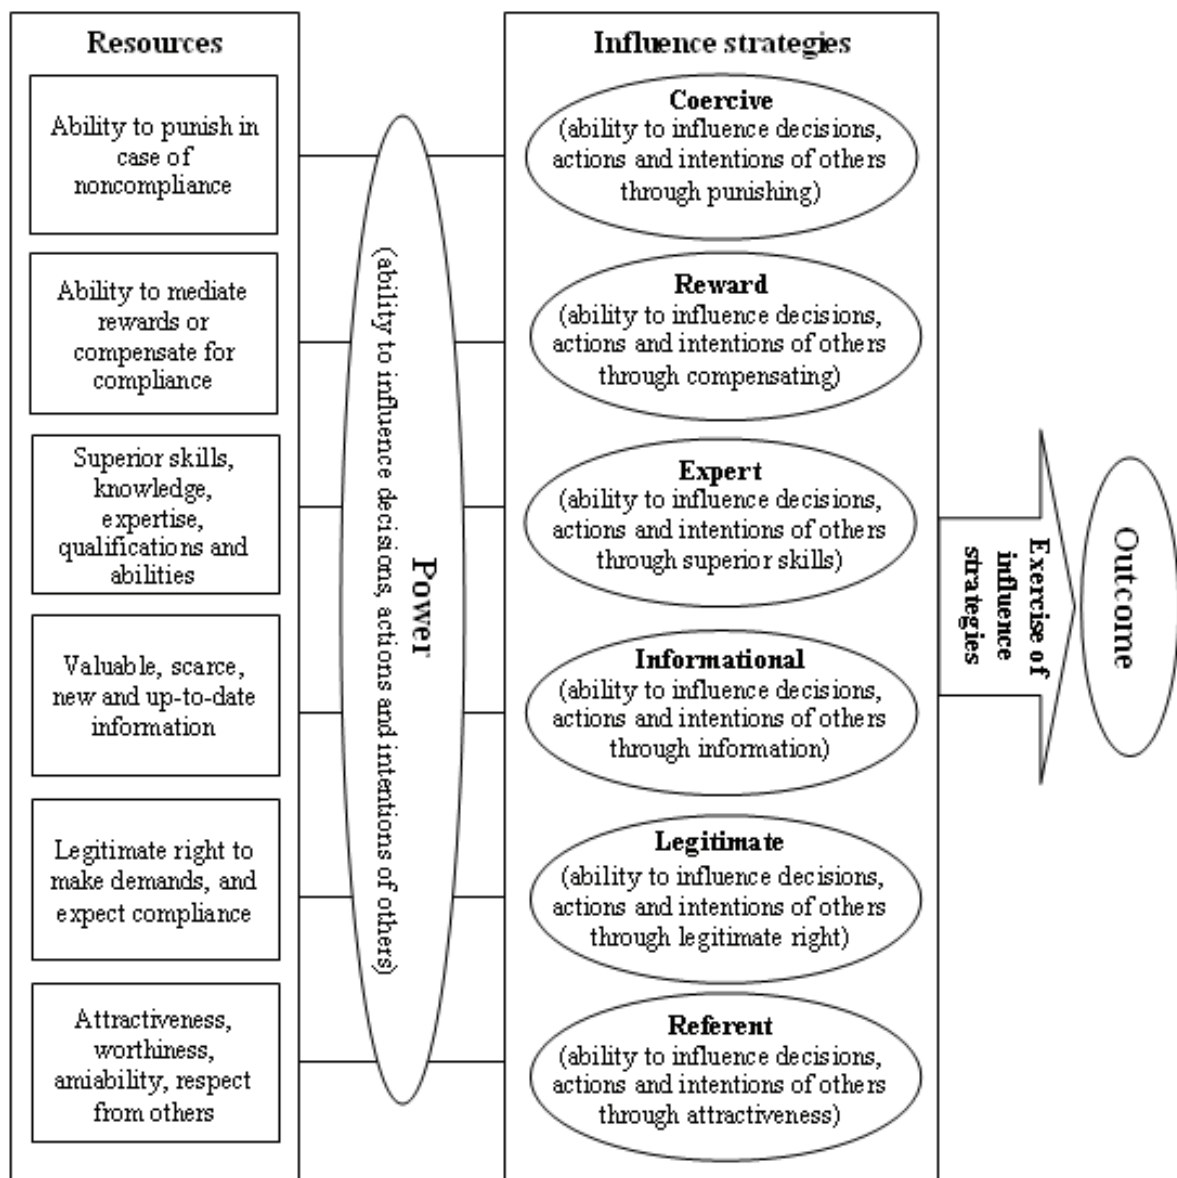 Resources
Ability to punish in
case of
noncompliance
Ability to mediate
rewards or
compensate for
compliance
Superior skills,
knowledge,
expertise,
qualifications and
abilities
Valuable, scarce,
new and up-to-date
information
Legitimate right to
make demands, and
expect compliance
Attractiveness,
worthiness,
amiability, respect
from others
Power
(ability to influence decisions, actions and intentions of others)
Influence strategies
Coercive
(ability to influence decisions,
actions and intentions of others
through punishing)
Reward
(ability to influence decisions,
actions and intentions of others
through compensating)
Expert
(ability to influence decisions,
actions and intentions of others
through superior skills)
Informational
(ability to influence decisions,
actions and intentions of others
through information)
Legitimate
(ability to influence decisions,
actions and intentions of others
through legitimate right)
Referent
(ability to influence decisions,
actions and intentions of others
through attractiveness)
Exercise of
influence
strategies
Outcome